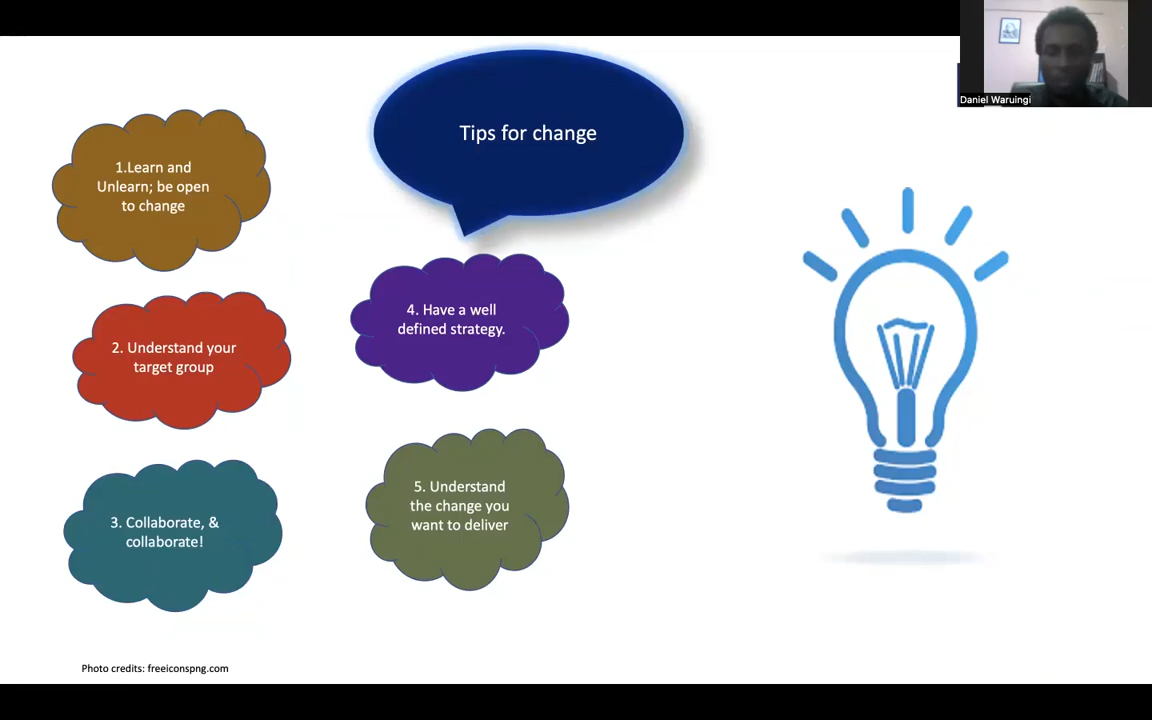 Tips for change
Daniel Waruingi
1.Learn and
Unlearn; be open
to change
2. Understand your
target group
3. Collaborate, &
collaborate!
4. Have a well
defined strategy.
5. Understand
the change you
want to deliver
Photo credits: freeiconspng.com